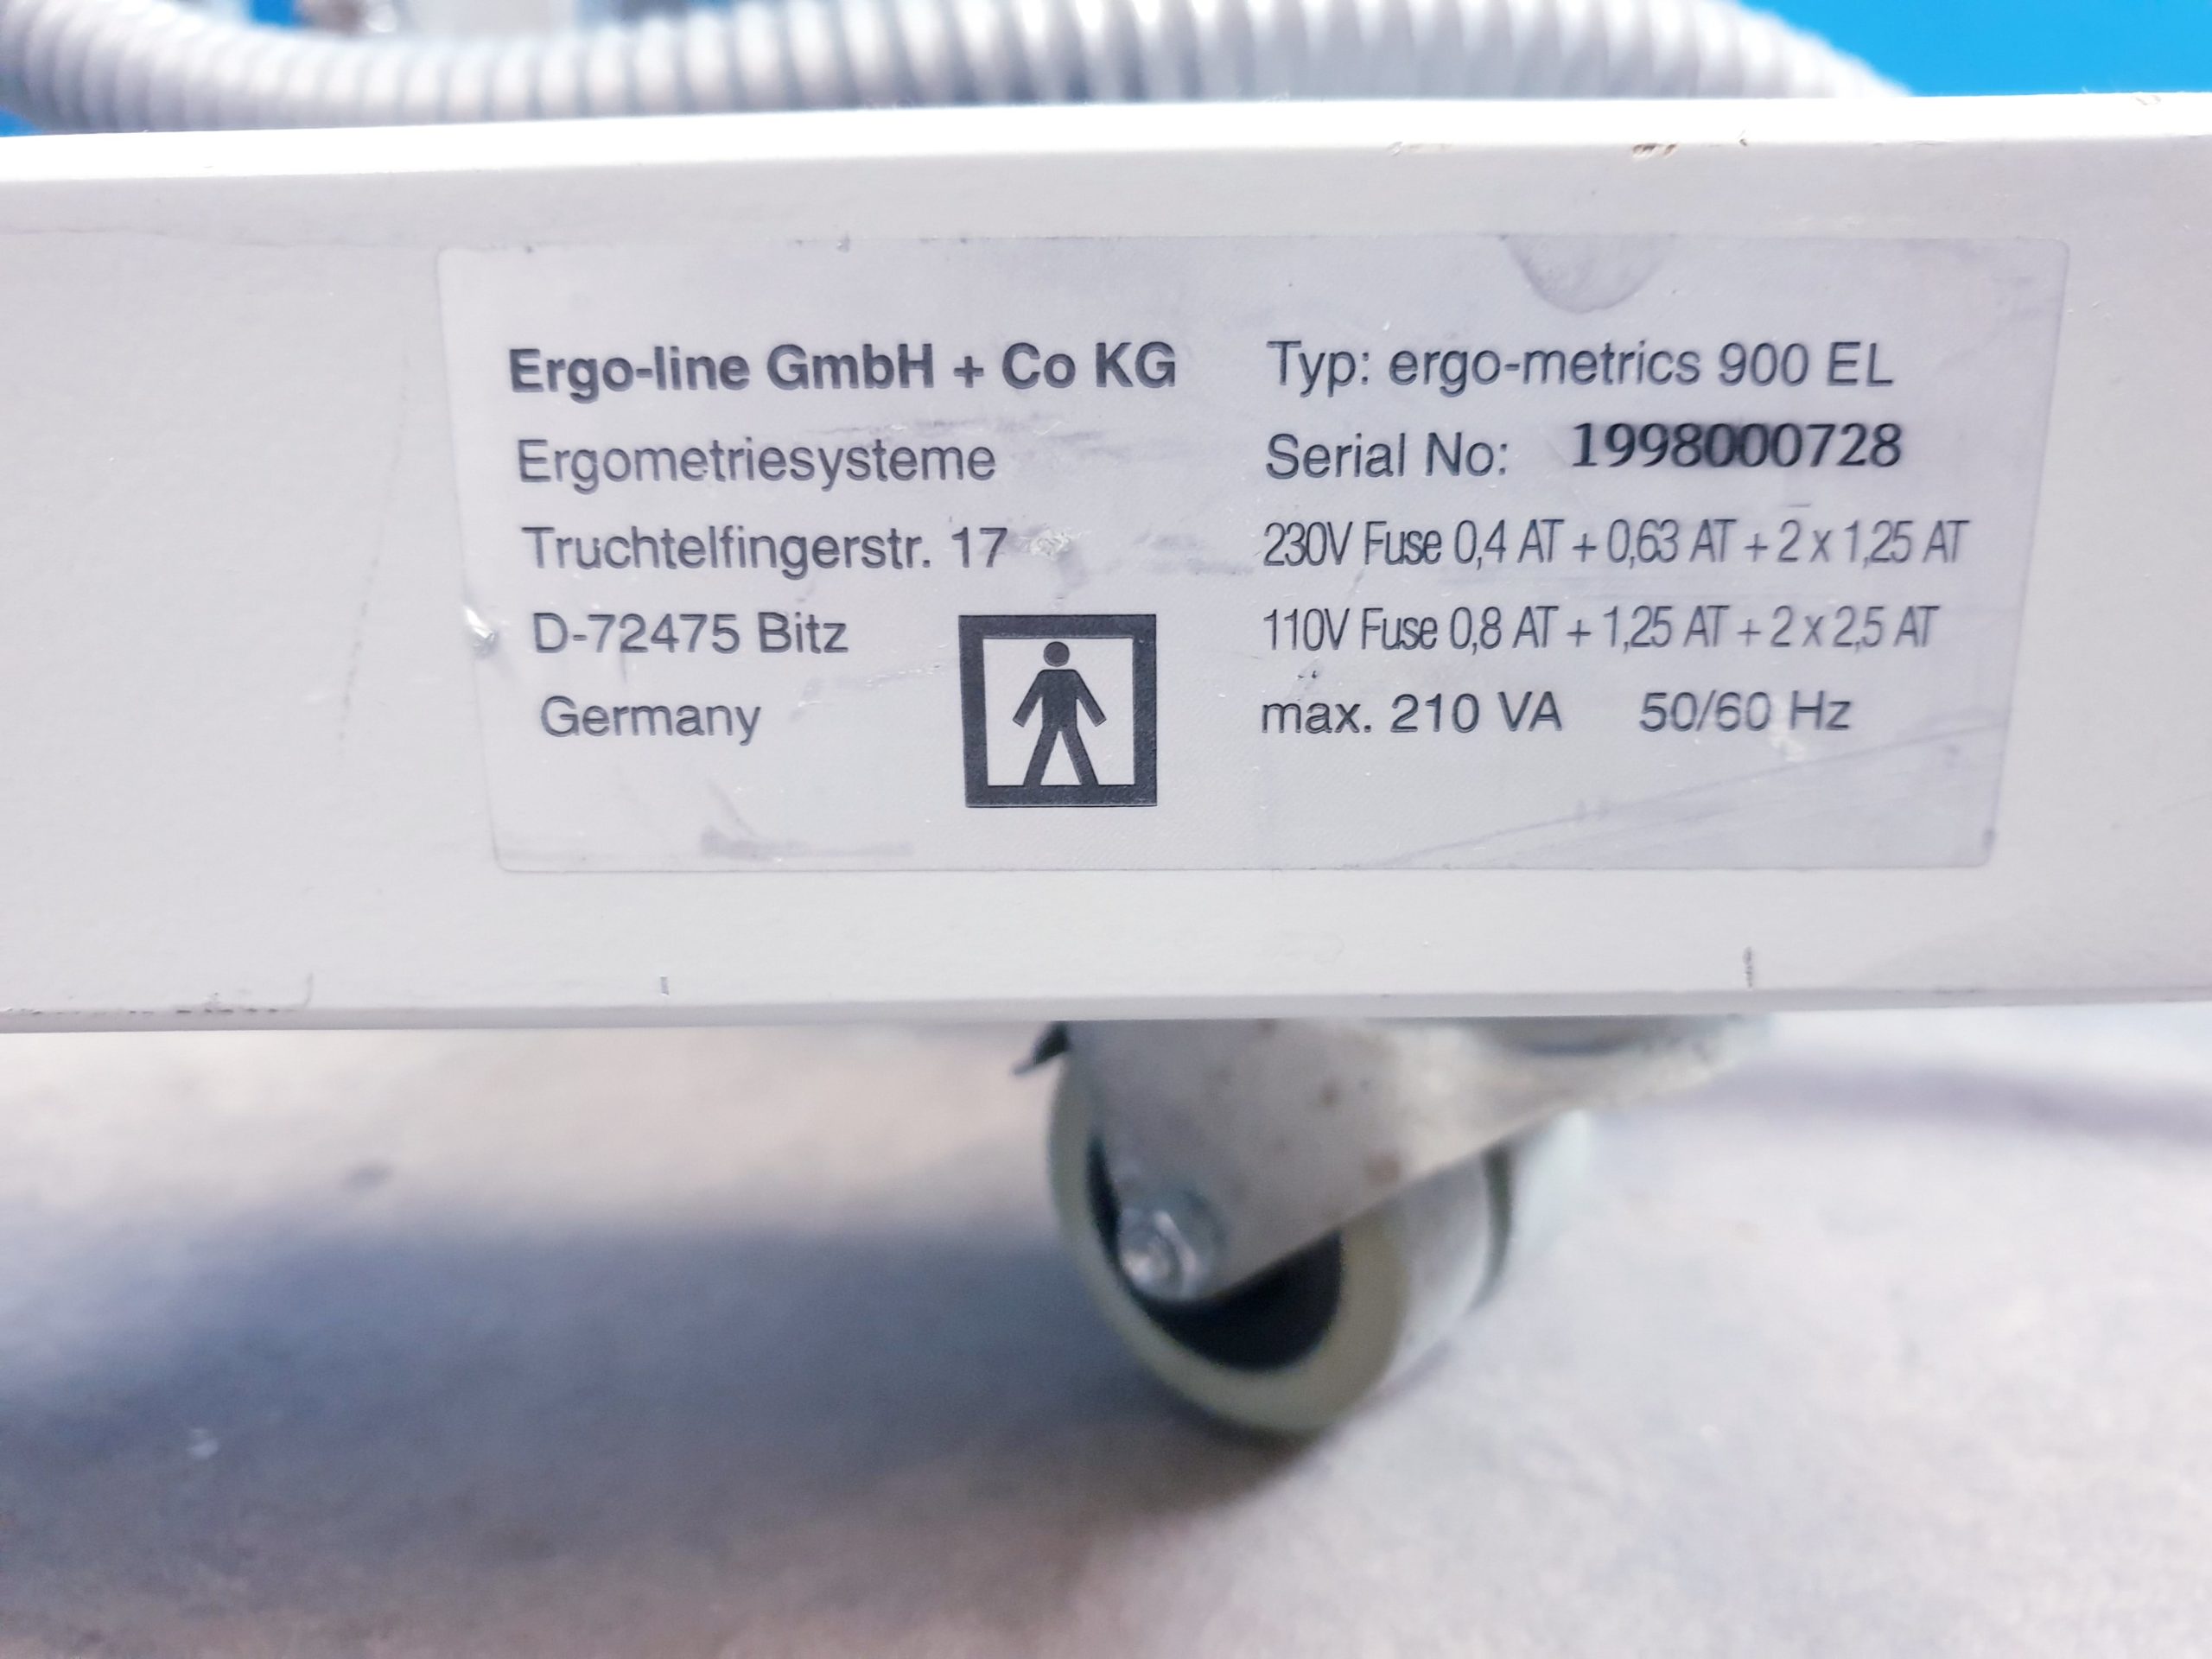 Ergo-line GmbH + Co KG
Ergometriesysteme
Truchtelfingerstr. 17
D-72475 Bitz
Germany
Typ: ergo-metrics 900 EL
Serial No: 1998000728
230V Fuse 0,4 AT + 0,63 AT + 2 x 1,25 AT
110V Fuse 0,8 AT + 1,25 AT + 2 x 2,5 AT
max. 210 VA 50/60 Hz